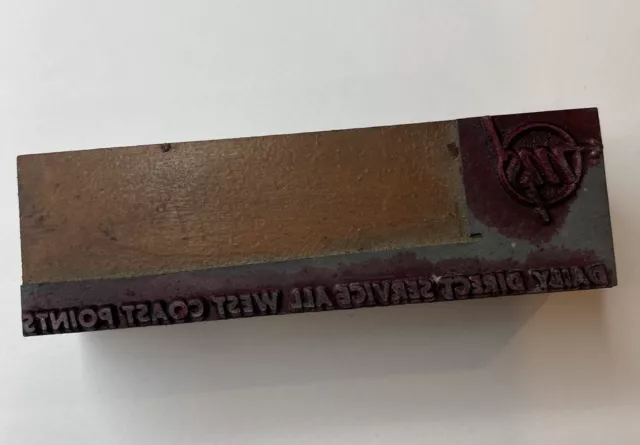 DAILY DIRECT SERVICE ALL WEST COAST POINTS